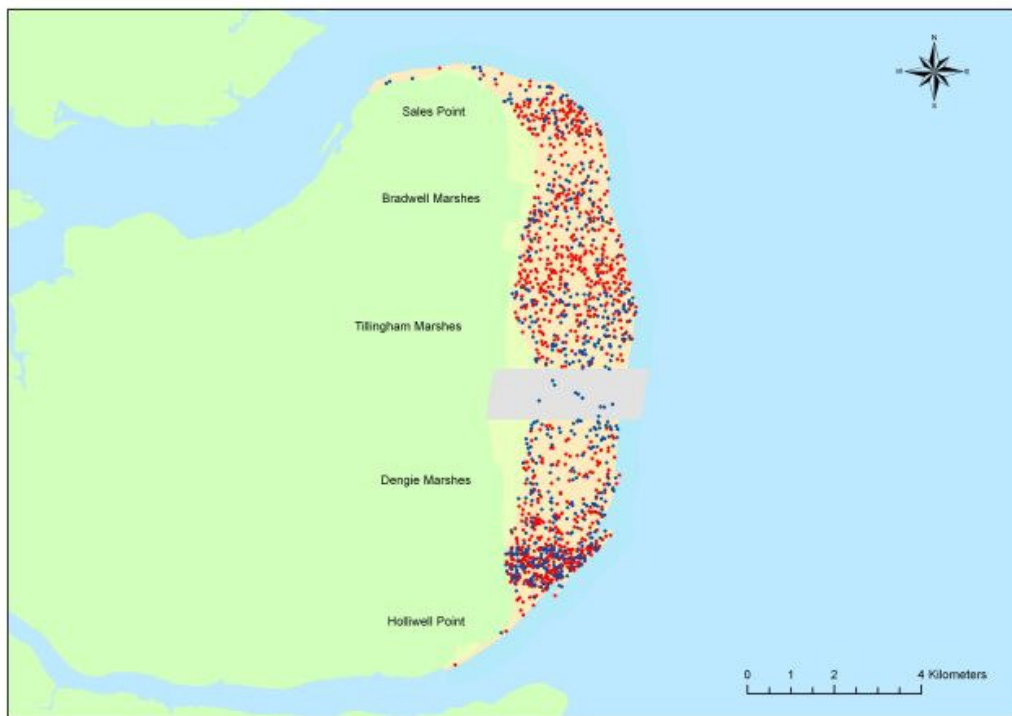 N
W E
S
Sales Point
Bradwell Marshes
Tillingham Marshes
Dengie Marshes
Holliwell Point
0 1 2 4 Kilometers